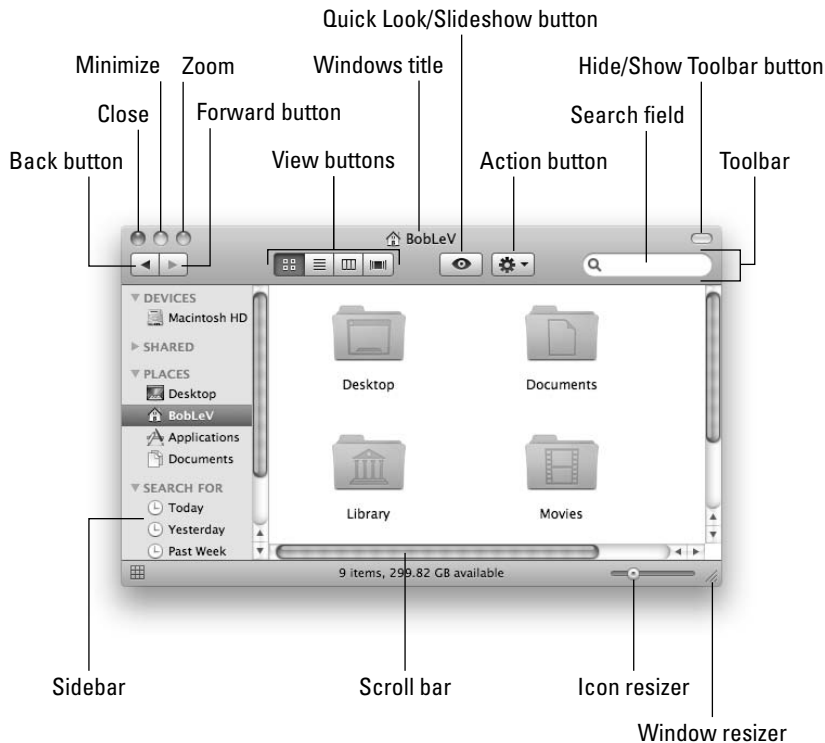 Quick Look/Slideshow button
Minimize Zoom Windows title Hide/Show Toolbar button
Close Forward button Search field
Back button View buttons Action button Toolbar
BobLeV
DEVICES
Macintosh HD
SHARED
PLACES
Desktop
BobLeV
Applications
Documents
SEARCH FOR
Today
Yesterday
Past Week
Desktop Documents
Library Movies
9 items, 299.82 GB available
Sidebar Scroll bar Icon resizer
Window resizer